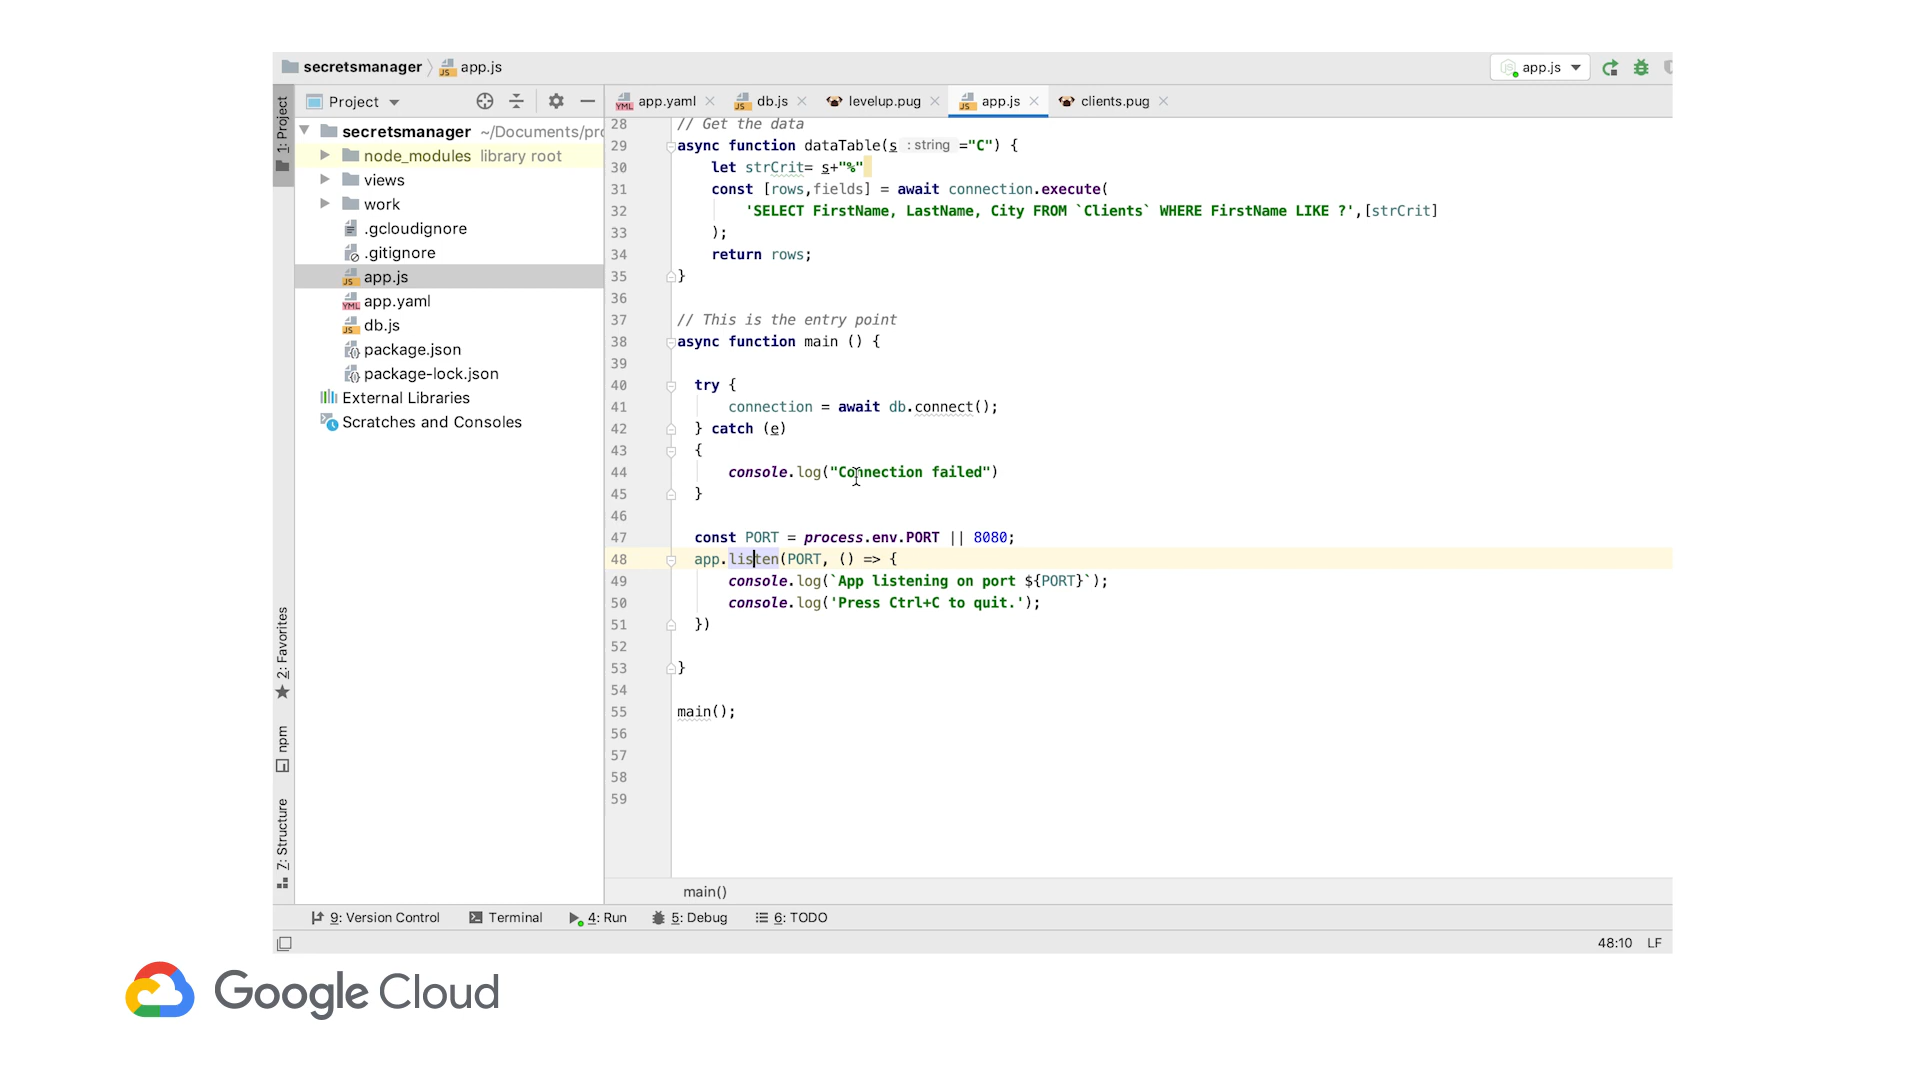 secretsmanager
app.js
app.js
1: Project
Project
app.yaml
db.js
levelup.pug
app.js
clients.pug
secretsmanager ~/Documents/pro
node_modules library root
views
work
.gcloudignore
.gitignore
app.js
app.yaml
db.js
package.json
package-lock.json
External Libraries
Scratches and Consoles
28 // Get the data
29 async function dataTable(s : string ="C") {
30 let strCrit= s+"%"
31 const [rows,fields] = await connection.execute(
32 'SELECT FirstName, LastName, City FROM `Clients` WHERE FirstName LIKE ?',[strCrit]
33 );
34 return rows;
35 }
36
37 // This is the entry point
38 async function main () {
39
40 try {
41 connection = await db.connect();
42 } catch (e)
43 {
44 console.log("Connection failed")
45 }
46
47 const PORT = process.env.PORT || 8080;
48 app.listen(PORT, () => {
49 console.log(`App listening on port ${PORT}`);
50 console.log('Press Ctrl+C to quit.');
51 })
52
53 }
54
55 main();
56
57
58
59
2: Favorites
npm
7: Structure
main()
9: Version Control
Terminal
4: Run
5: Debug
6: TODO
48:10 LF
Google Cloud